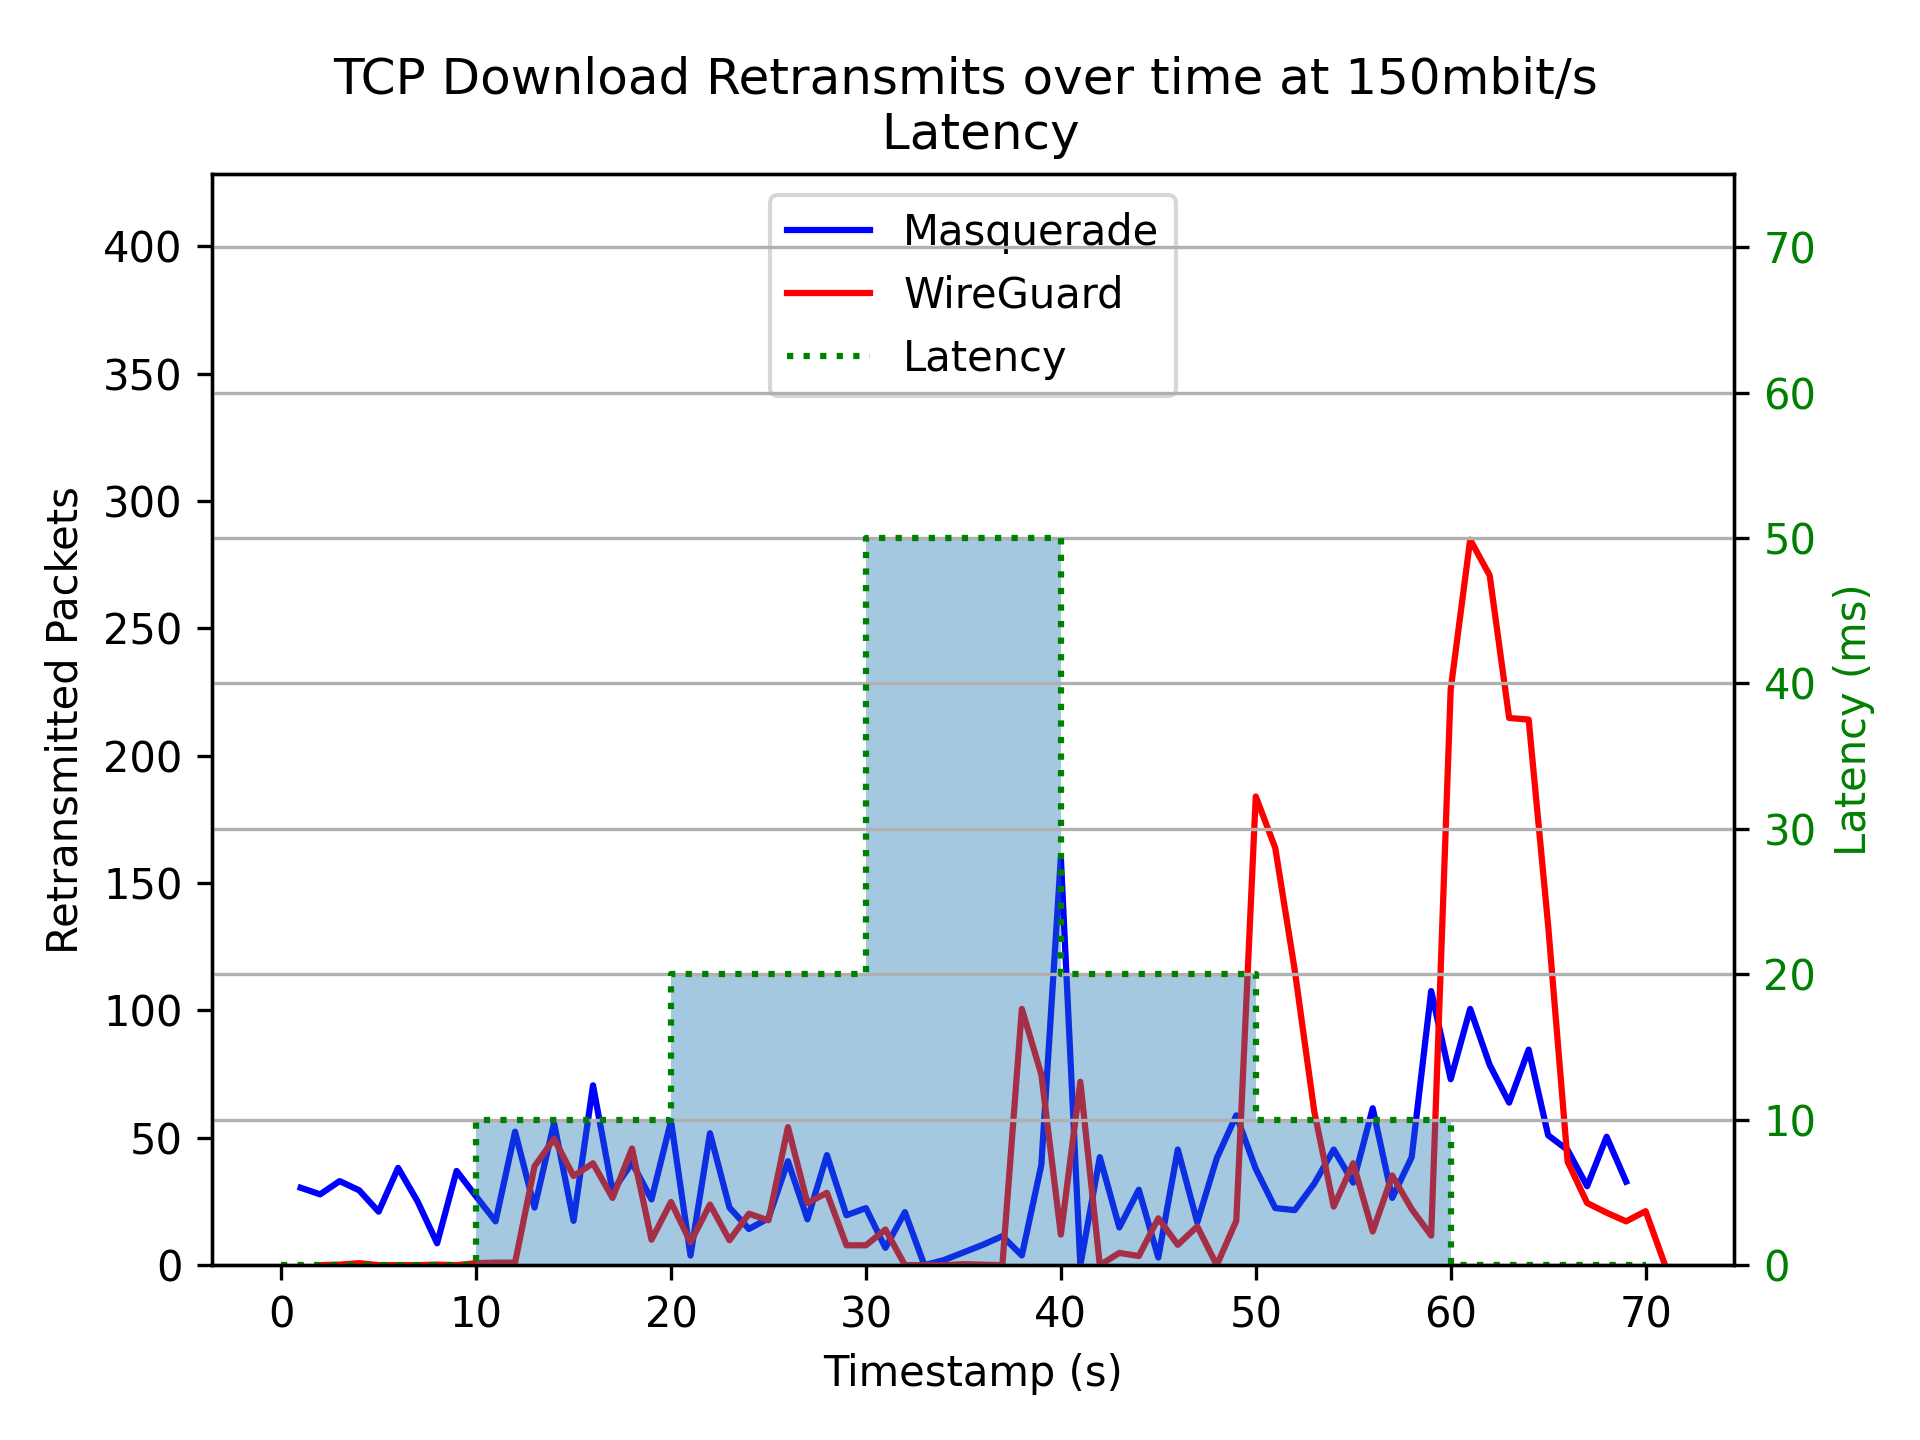 TCP Download Retransmits over time at 150mbit/s
Latency
Masquerade
WireGuard
Latency
Retransmitted Packets
400
350
300
250
200
150
100
50
0
70
60
50
40
30
20
10
0
Latency (ms)
0 10 20 30 40 50 60 70
Timestamp (s)